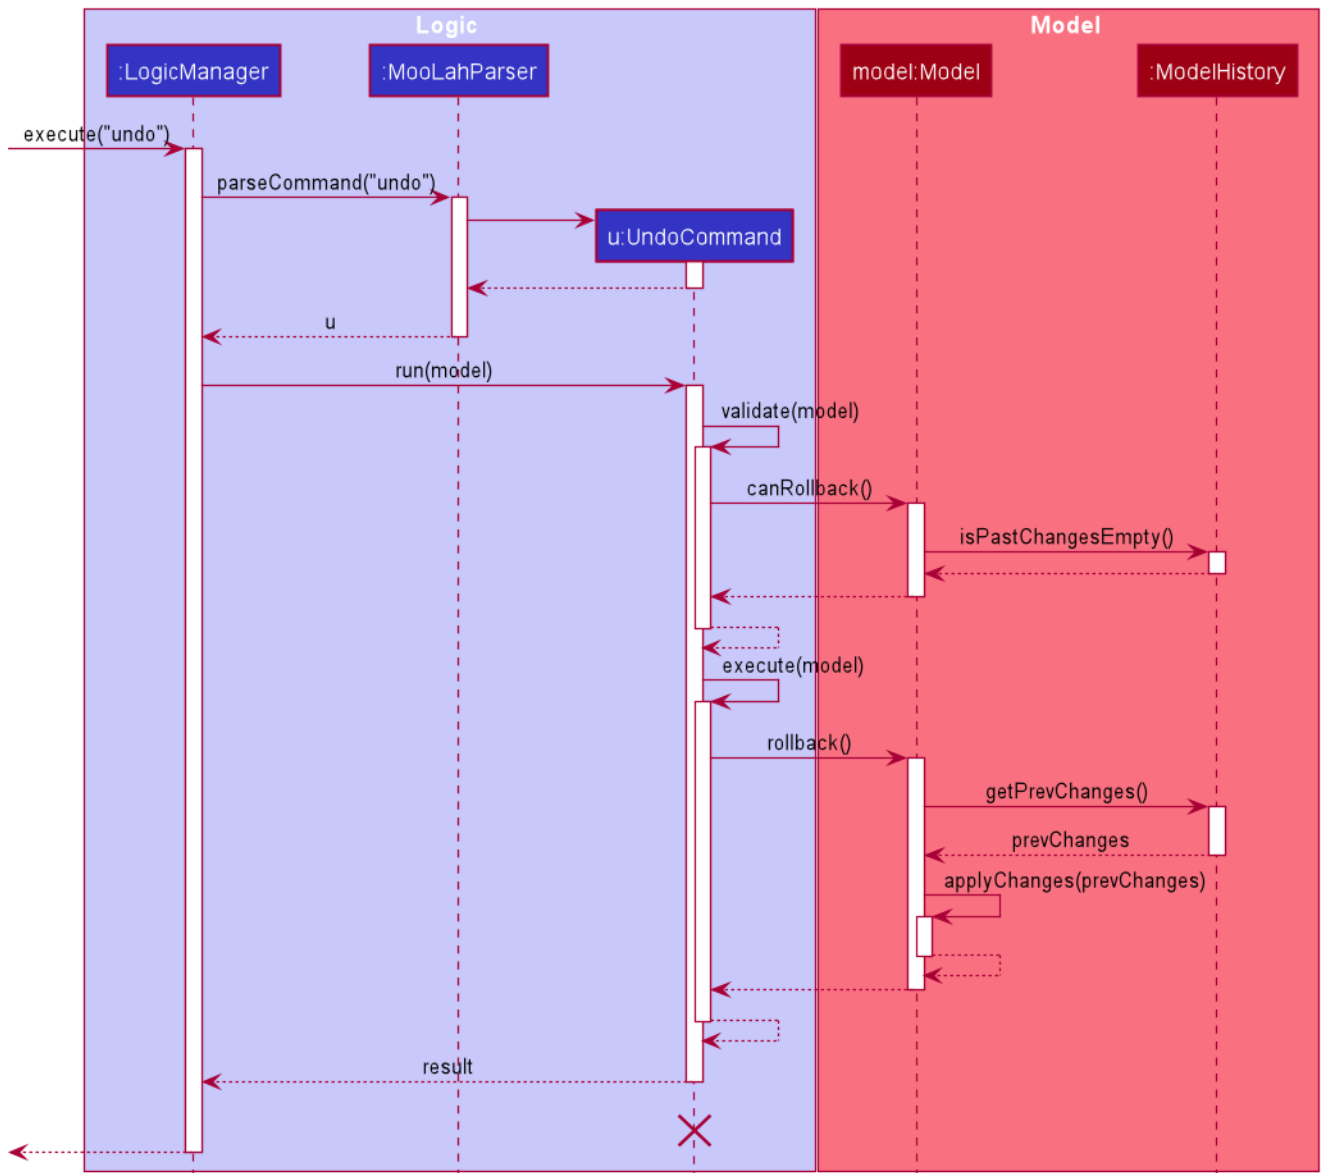 Logic
Model
:LogicManager
:MooLahParser
model:Model
:ModelHistory
execute("undo")
parseCommand("undo")
u:UndoCommand
u
run(model)
validate(model)
canRollback()
isPastChangesEmpty()
execute(model)
rollback()
getPrevChanges()
prevChanges
applyChanges(prevChanges)
result